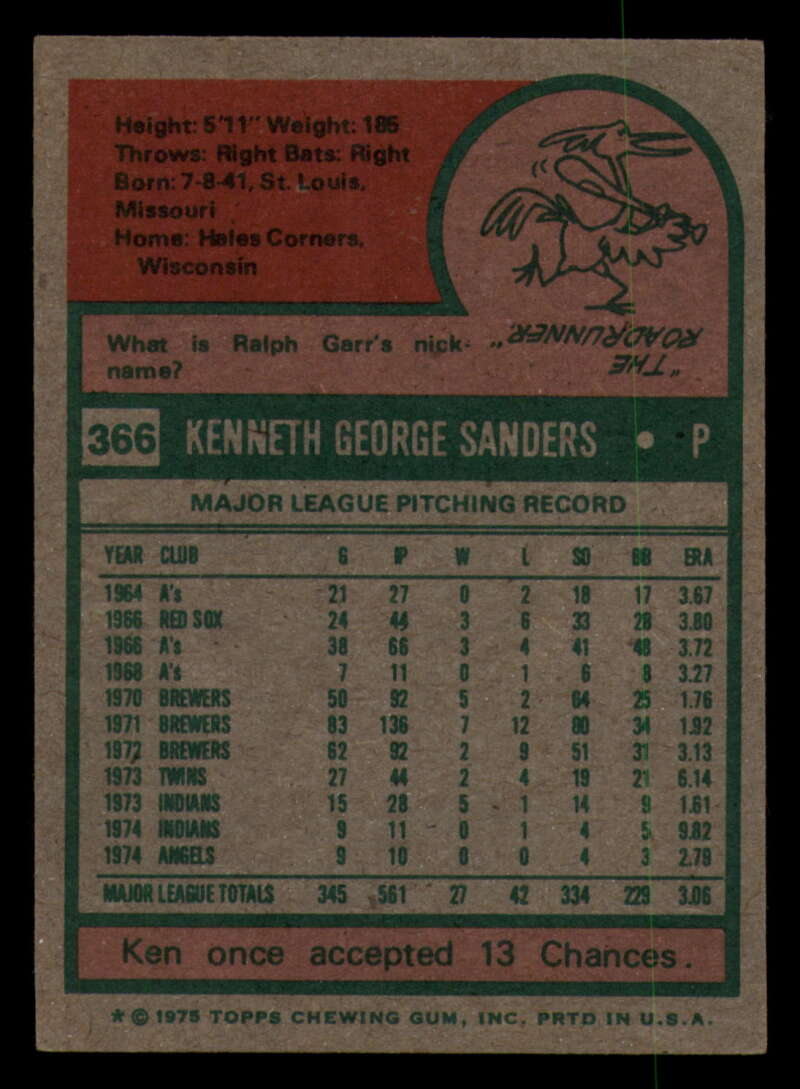 Height: 5'11" Weight: 185
Throws: Right Bats: Right
Born: 7-8-41, St. Louis,
Missouri
Home: Hales Corners,
Wisconsin
What is Ralph Garr's nick-
name?
"THE
ROADRUNNER."
366 KENNETH GEORGE SANDERS • P
MAJOR LEAGUE PITCHING RECORD
YEAR CLUB G IP W L SO BB ERA
1964 A's 21 27 0 2 18 17 3.67
1966 RED SOX 24 44 3 6 33 28 3.80
1966 A's 38 66 3 4 41 48 3.72
1968 A's 7 11 0 1 6 8 3.27
1970 BREWERS 50 92 5 2 64 25 1.76
1971 BREWERS 83 136 7 12 80 34 1.92
1972 BREWERS 62 92 2 9 51 31 3.13
1973 TWINS 27 44 2 4 19 21 6.14
1973 INDIANS 15 28 5 1 14 9 1.61
1974 INDIANS 9 11 0 1 4 5 9.82
1974 ANGELS 9 10 0 0 4 3 2.79
MAJOR LEAGUE TOTALS 345 561 27 42 334 229 3.06
Ken once accepted 13 Chances.
* © 1975 TOPPS CHEWING GUM, INC. PRTD IN U.S.A.